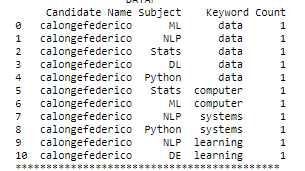 Candidate Name Subject Keyword Count
0 calongefederico ML data 1
1 calongefederico NLP data 1
2 calongefederico Stats data 1
3 calongefederico DL data 1
4 calongefederico Python data 1
5 calongefederico Stats computer 1
6 calongefederico ML computer 1
7 calongefederico NLP systems 1
8 calongefederico Python systems 1
9 calongefederico NLP learning 1
10 calongefederico DE learning 1
*******************************************